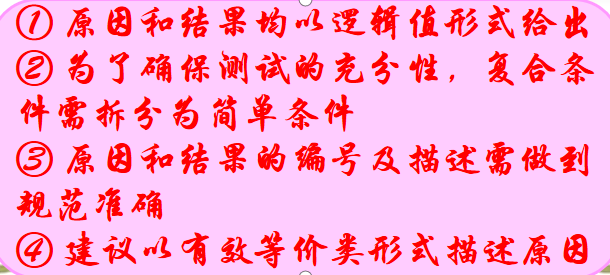 ① 原因和结果均以逻辑值形式给出
② 为了确保测试的充分性，复合条
件需拆分为简单条件
③ 原因和结果的编号及描述需做到
规范准确
④ 建议以有效等价类形式描述原因